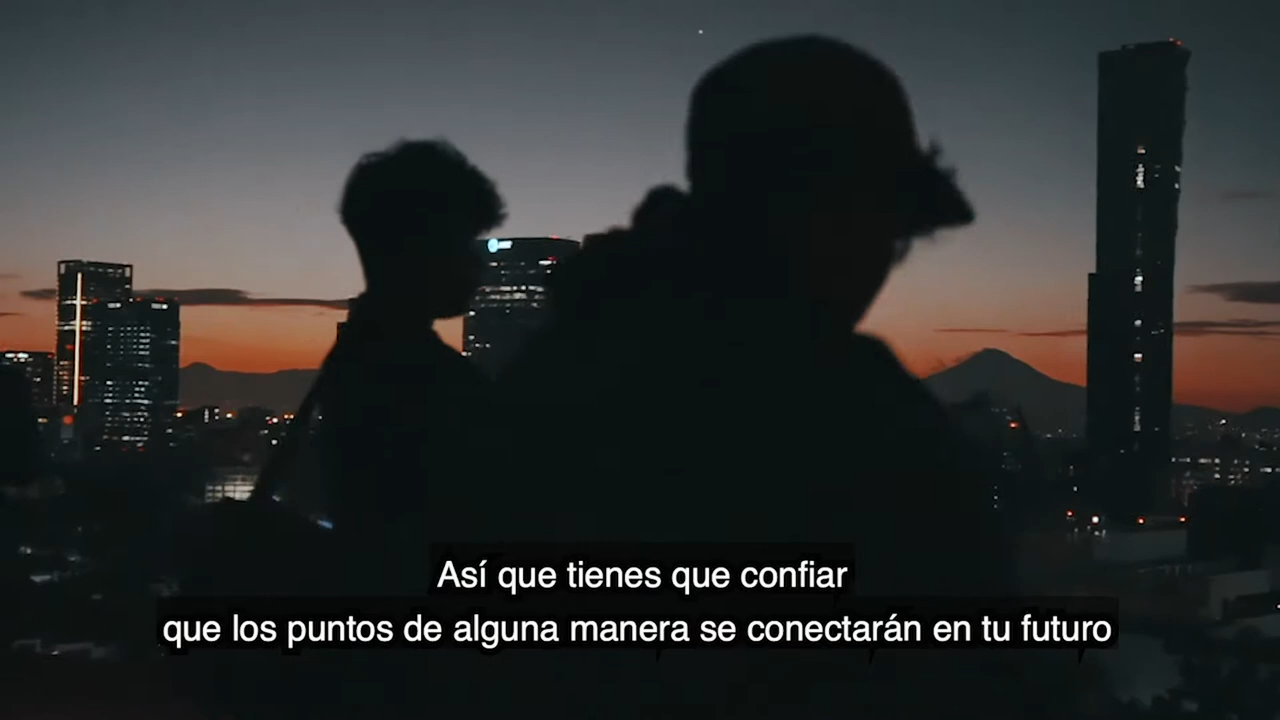 Así que tienes que confiar
que los puntos de alguna manera se conectarán en tu futuro